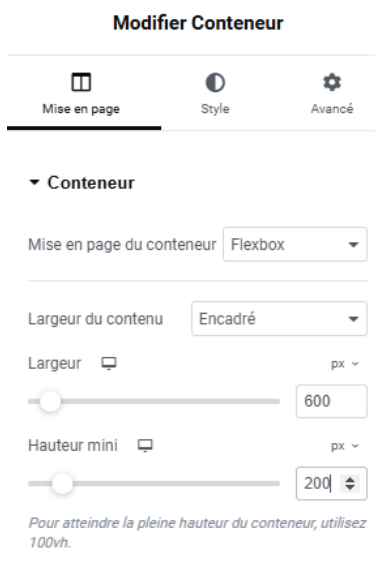 Modifier Conteneur
Mise en page
Style
Avancé
Conteneur
Mise en page du conteneur Flexbox
Largeur du contenu Encadré
Largeur px
600
Hauteur mini px
200
Pour atteindre la pleine hauteur du conteneur, utilisez
100vh.